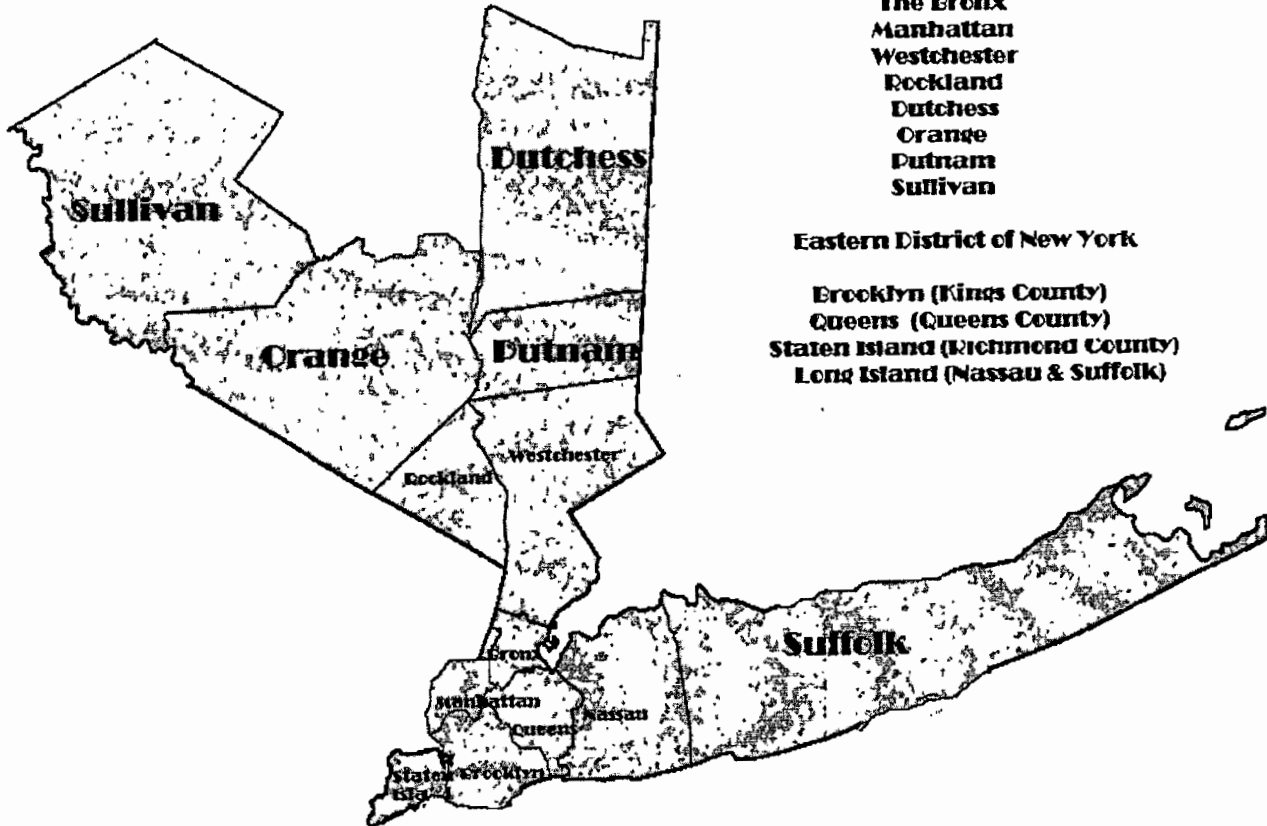 The Bronx
Manhattan
Westchester
Rockland
Dutchess
Orange
Putnam
Sullivan
Eastern District of New York
Brooklyn (Kings County)
Queens (Queens County)
Staten Island (Richmond County)
Long Island (Nassau & Suffolk)
Dutchess
Sullivan
Orange
Putnam
Westchester
Rockland
Suffolk
Bronx
Manhattan
Nassau
Queens
Staten Brooklyn
Isla